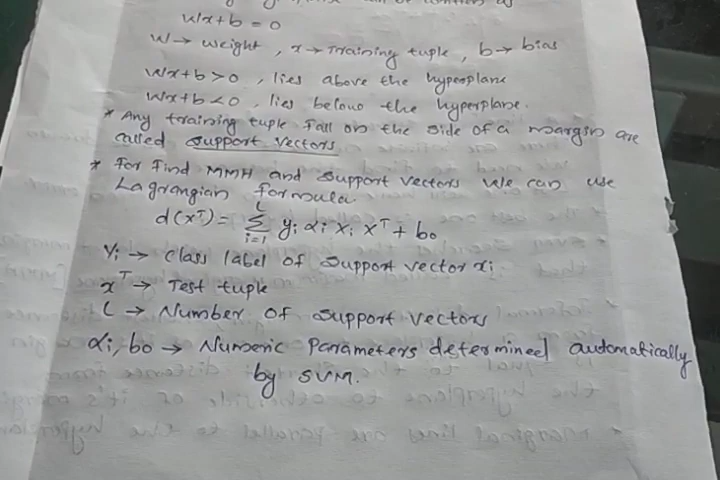 Wx+b=0
W→ weight, x→ Training tuple, b→ bias
Wx+b>0, lies above the hyperplane
Wx+b<0, lies below the hyperplane.
* Any training tuple fall on the side of a margin are
called support vectors
* For find MMH and support vectors we can use
Lagrangian formula
d(x^T) = Σ_{i=1}^{l} y_i α_i x_i x^T + b_0
Y_i → Class label of support vector x_i
x^T → Test tuple
l → Number of support vectors
α_i, b_0 → Numeric Parameters determined automatically
by SVM.